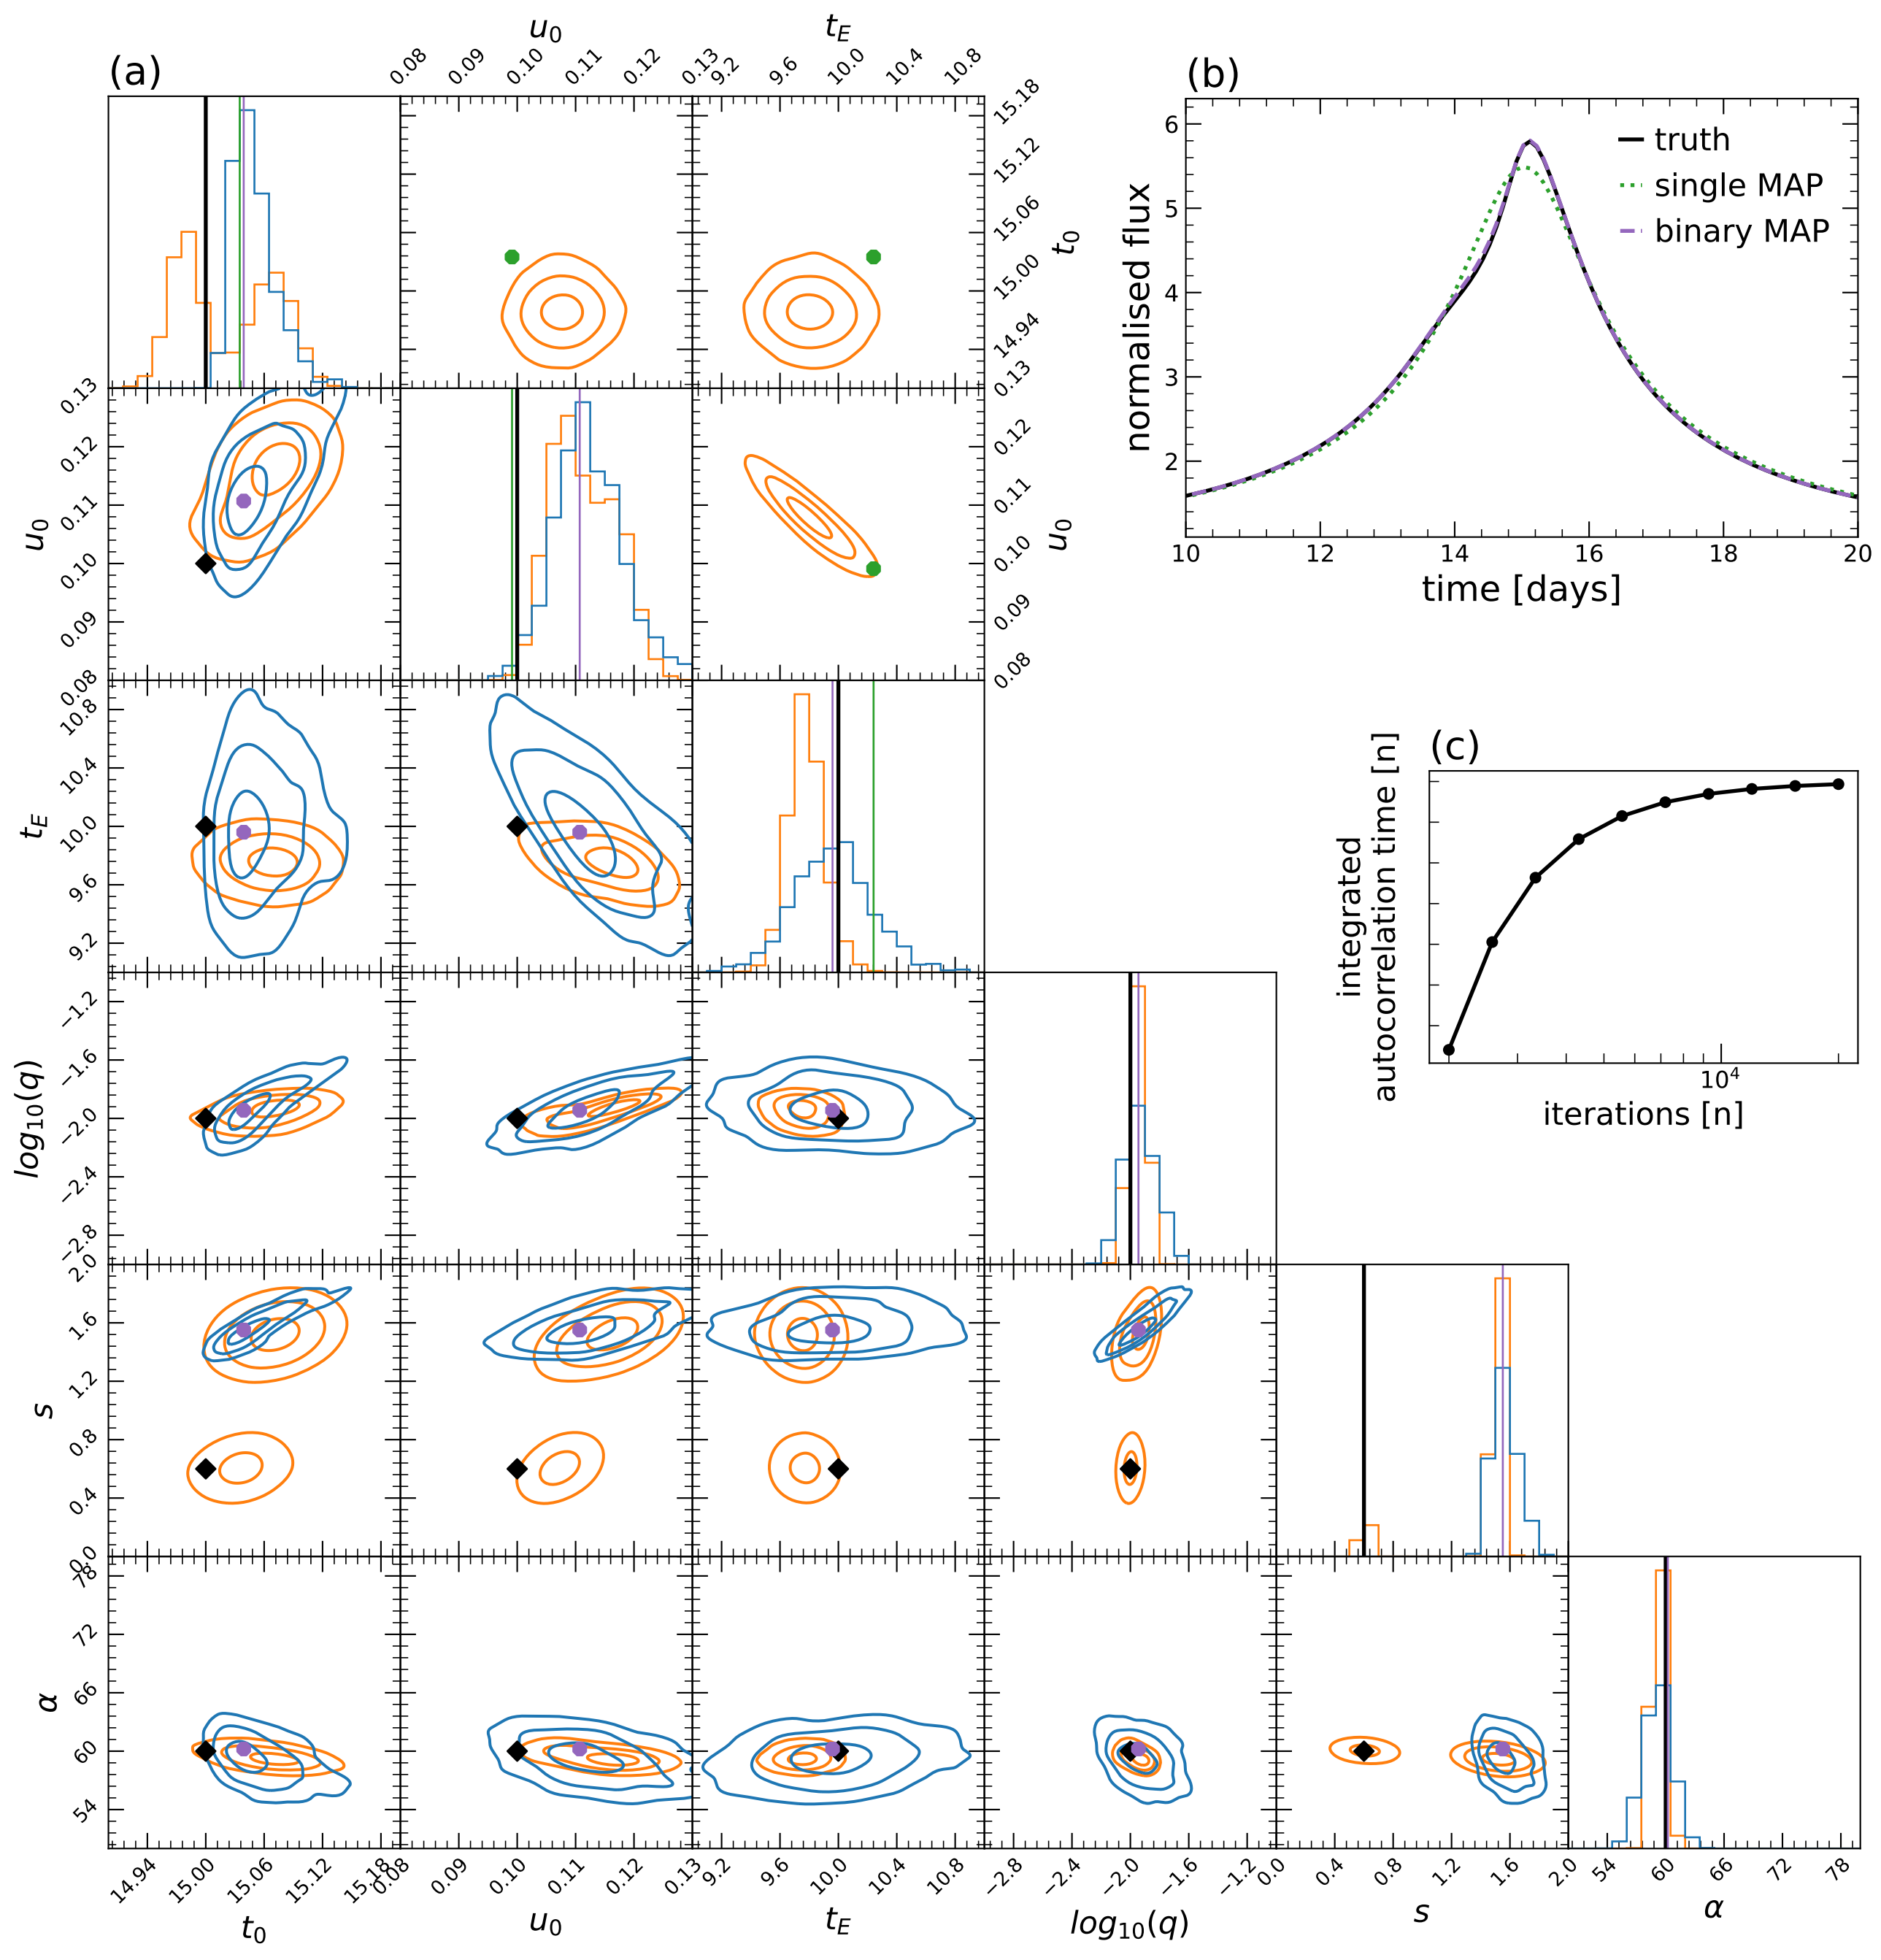 u0 tE
(a) 0.08 0.09 0.10 0.11 0.12 0.13 9.2 9.6 10.0 10.4 10.8
15.18
15.12
15.06
15.00
14.94
t0
0.13
0.12
0.11
0.10
0.09
0.08
u0
0.13
0.12
0.11
0.10
0.09
0.08
u0
10.8
10.4
10.0
9.6
9.2
tE
−1.2
−1.6
−2.0
−2.4
−2.8
log10(q)
2.0
1.6
1.2
0.8
0.4
0.0
s
78
72
66
60
54
α
14.94 15.00 15.06 15.12 15.18
t0
0.08 0.09 0.10 0.11 0.12 0.13
u0
9.2 9.6 10.0 10.4 10.8
tE
−2.8 −2.4 −2.0 −1.6 −1.2
log10(q)
0.0 0.4 0.8 1.2 1.6 2.0
s
54 60 66 72 78
α
(b)
6
5
4
3
2
normalised flux
truth
single MAP
binary MAP
10 12 14 16 18 20
time [days]
(c)
integrated
autocorrelation time [n]
10^4
iterations [n]